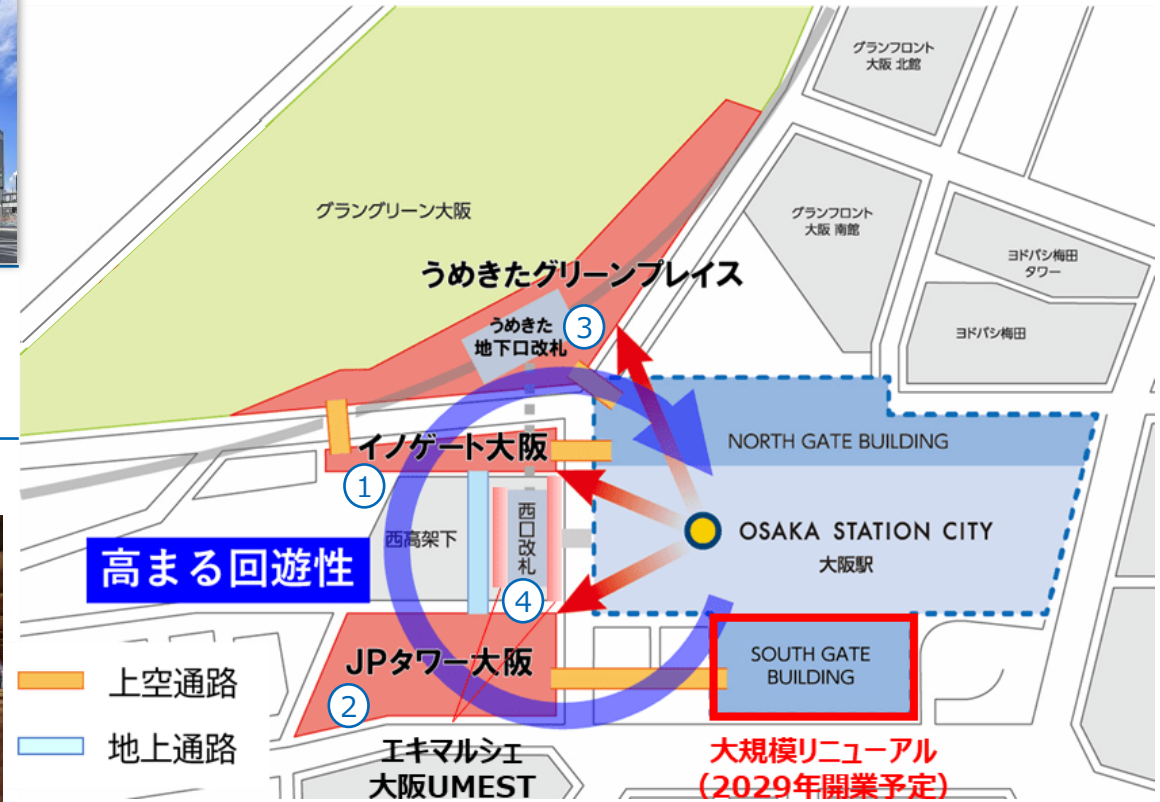 グランフロント
大阪 北館
グラングリーン大阪
グランフロント
大阪 南館
ヨドバシ梅田
タワー
うめきたグリーンプレイス
うめきた
地下口改札
③
ヨドバシ梅田
イノゲート大阪
①
NORTH GATE BUILDING
西高架下
西口改札
④
OSAKA STATION CITY
大阪駅
高まる回遊性
JPタワー大阪
②
SOUTH GATE
BUILDING
上空通路
地上通路
エキマルシェ
大阪UMEST
大規模リニューアル
（2029年開業予定）